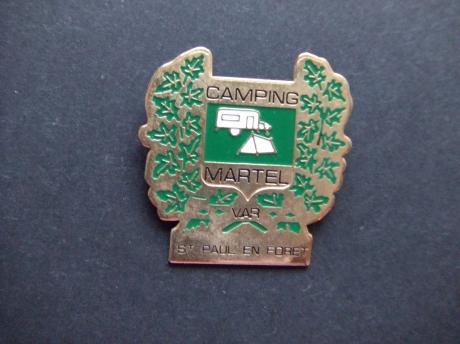 CAMPING
MARTEL
VAR
ST PAUL EN FORET